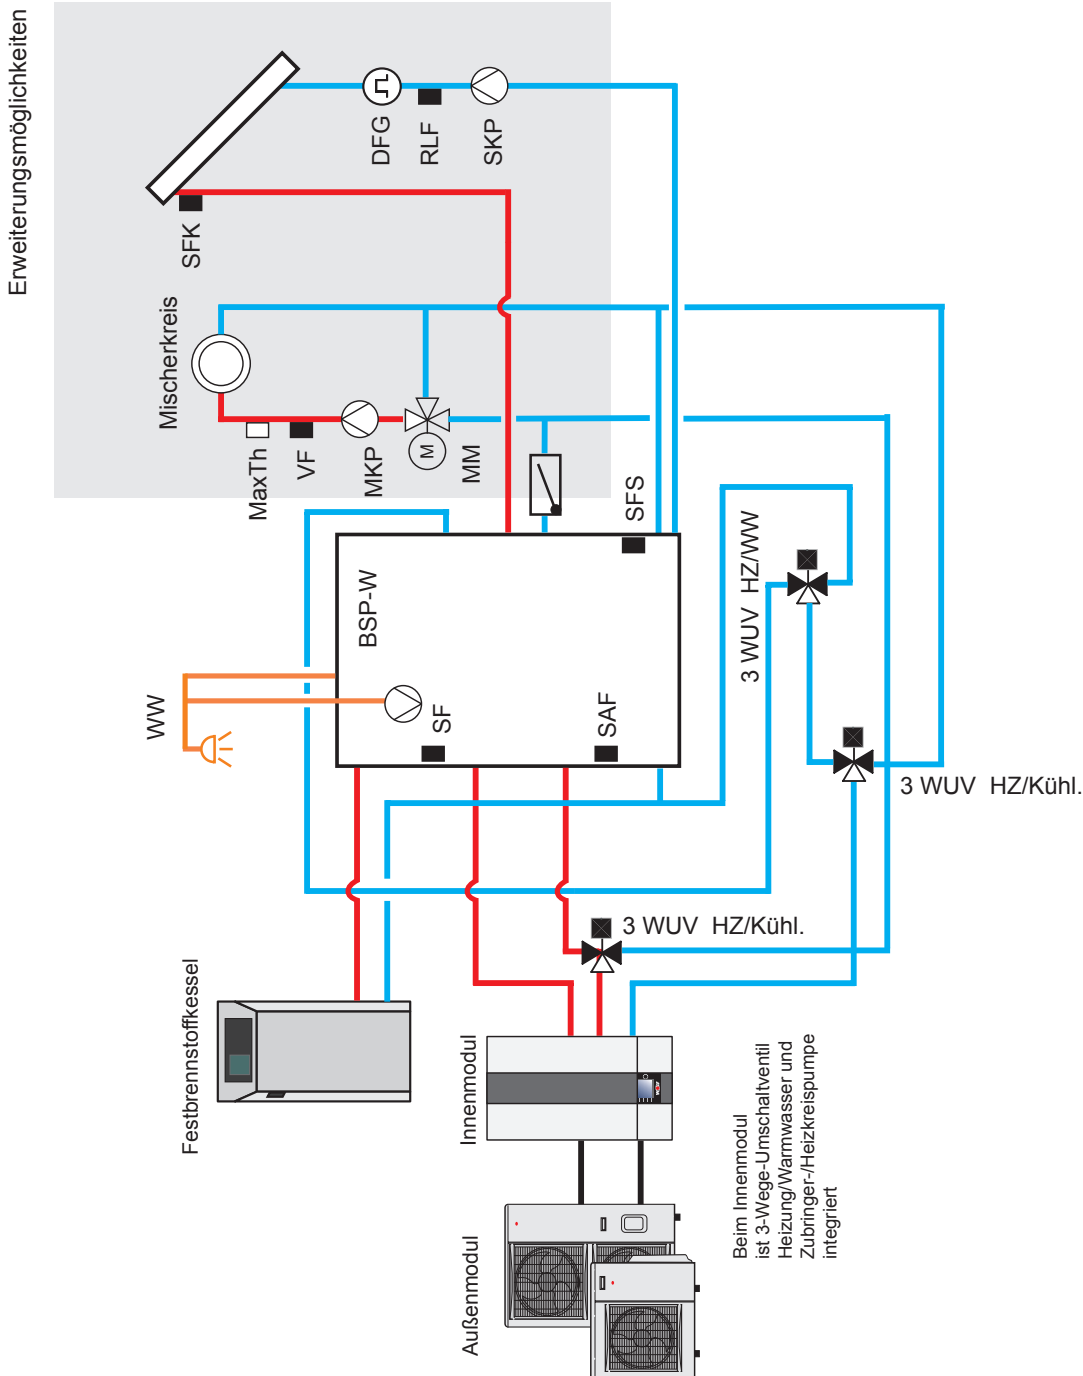 Erweiterungsmöglichkeiten
DFG
RLF
SKP
SFK
Mischerkreis
MaxTh
VF
MKP
M
MM
SFS
BSP-W
WW
SF
SAF
3 WUV HZ/WW
3 WUV HZ/Kühl.
3 WUV HZ/Kühl.
Festbrennstoffkessel
Innenmodul
Außenmodul
Beim Innenmodul
ist 3-Wege-Umschaltventil
Heizung/Warmwasser und
Zubringer-/Heizkreispumpe
integriert